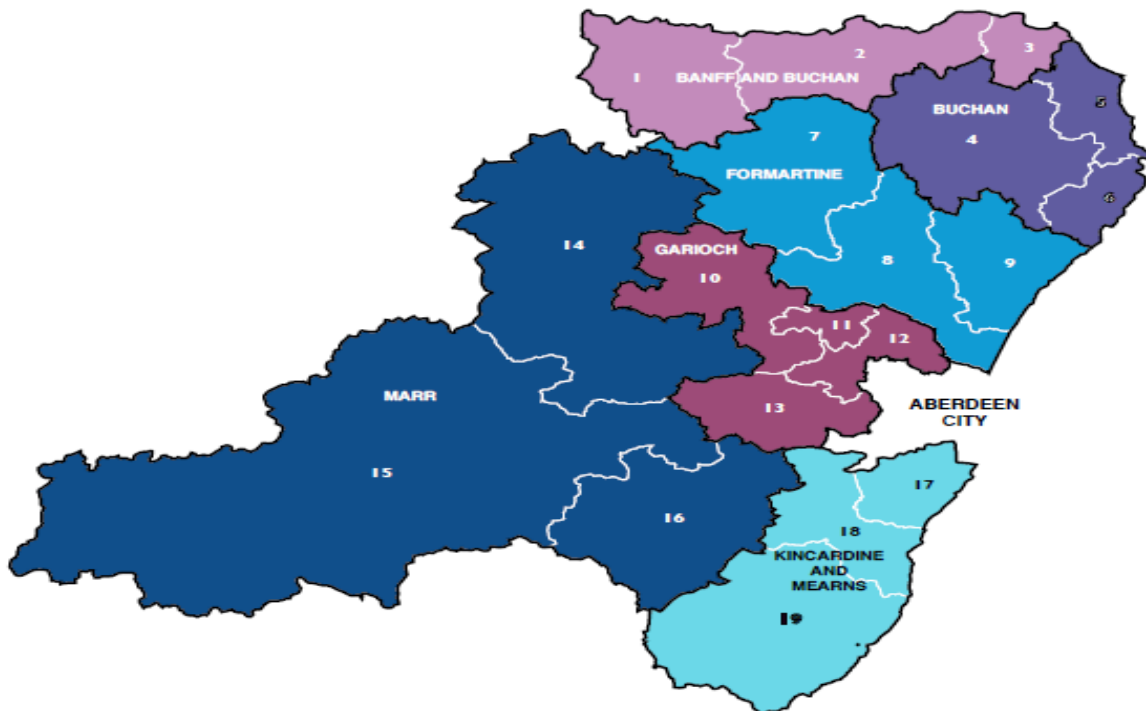 2
3
1
BANFF AND BUCHAN
5
BUCHAN
4
7
FORMARTINE
6
14
GARIOCH
10
8
9
11
12
MARR
13
ABERDEEN
CITY
15
16
17
18
KINCARDINE
AND
MEARNS
19